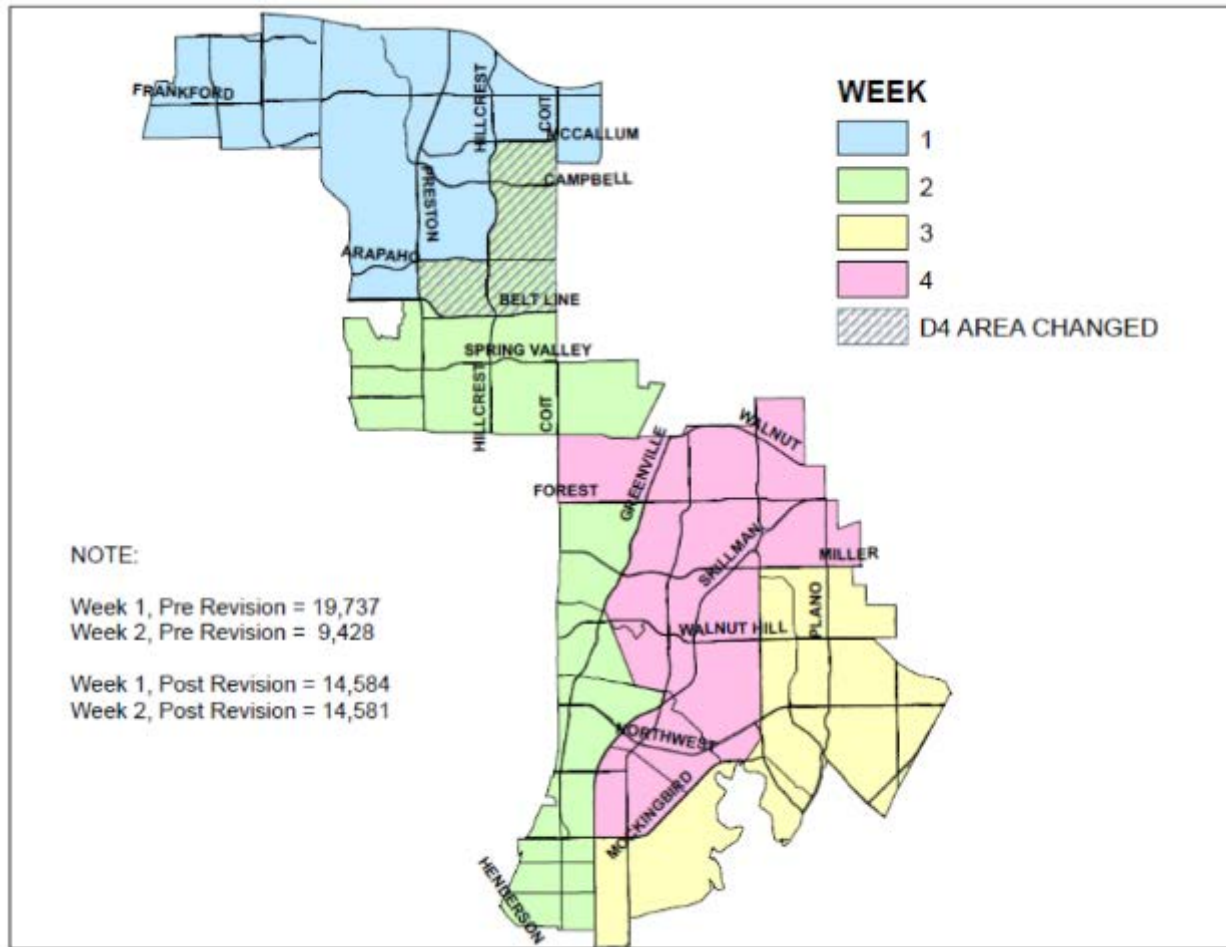 FRANKFORD
HILLCREST
COIT
MCCALLUM
PRESTON
CAMPBELL
ARAPAHO
BELT LINE
SPRING VALLEY
HILLCREST
COIT
WALNUT
GREENVILLE
FOREST
SKILLMAN
MILLER
PLANO
WALNUT HILL
NORTHWEST
MOCKINGBIRD
HENDERSON
WEEK
1
2
3
4
D4 AREA CHANGED
NOTE:
Week 1, Pre Revision = 19,737
Week 2, Pre Revision = 9,428
Week 1, Post Revision = 14,584
Week 2, Post Revision = 14,581